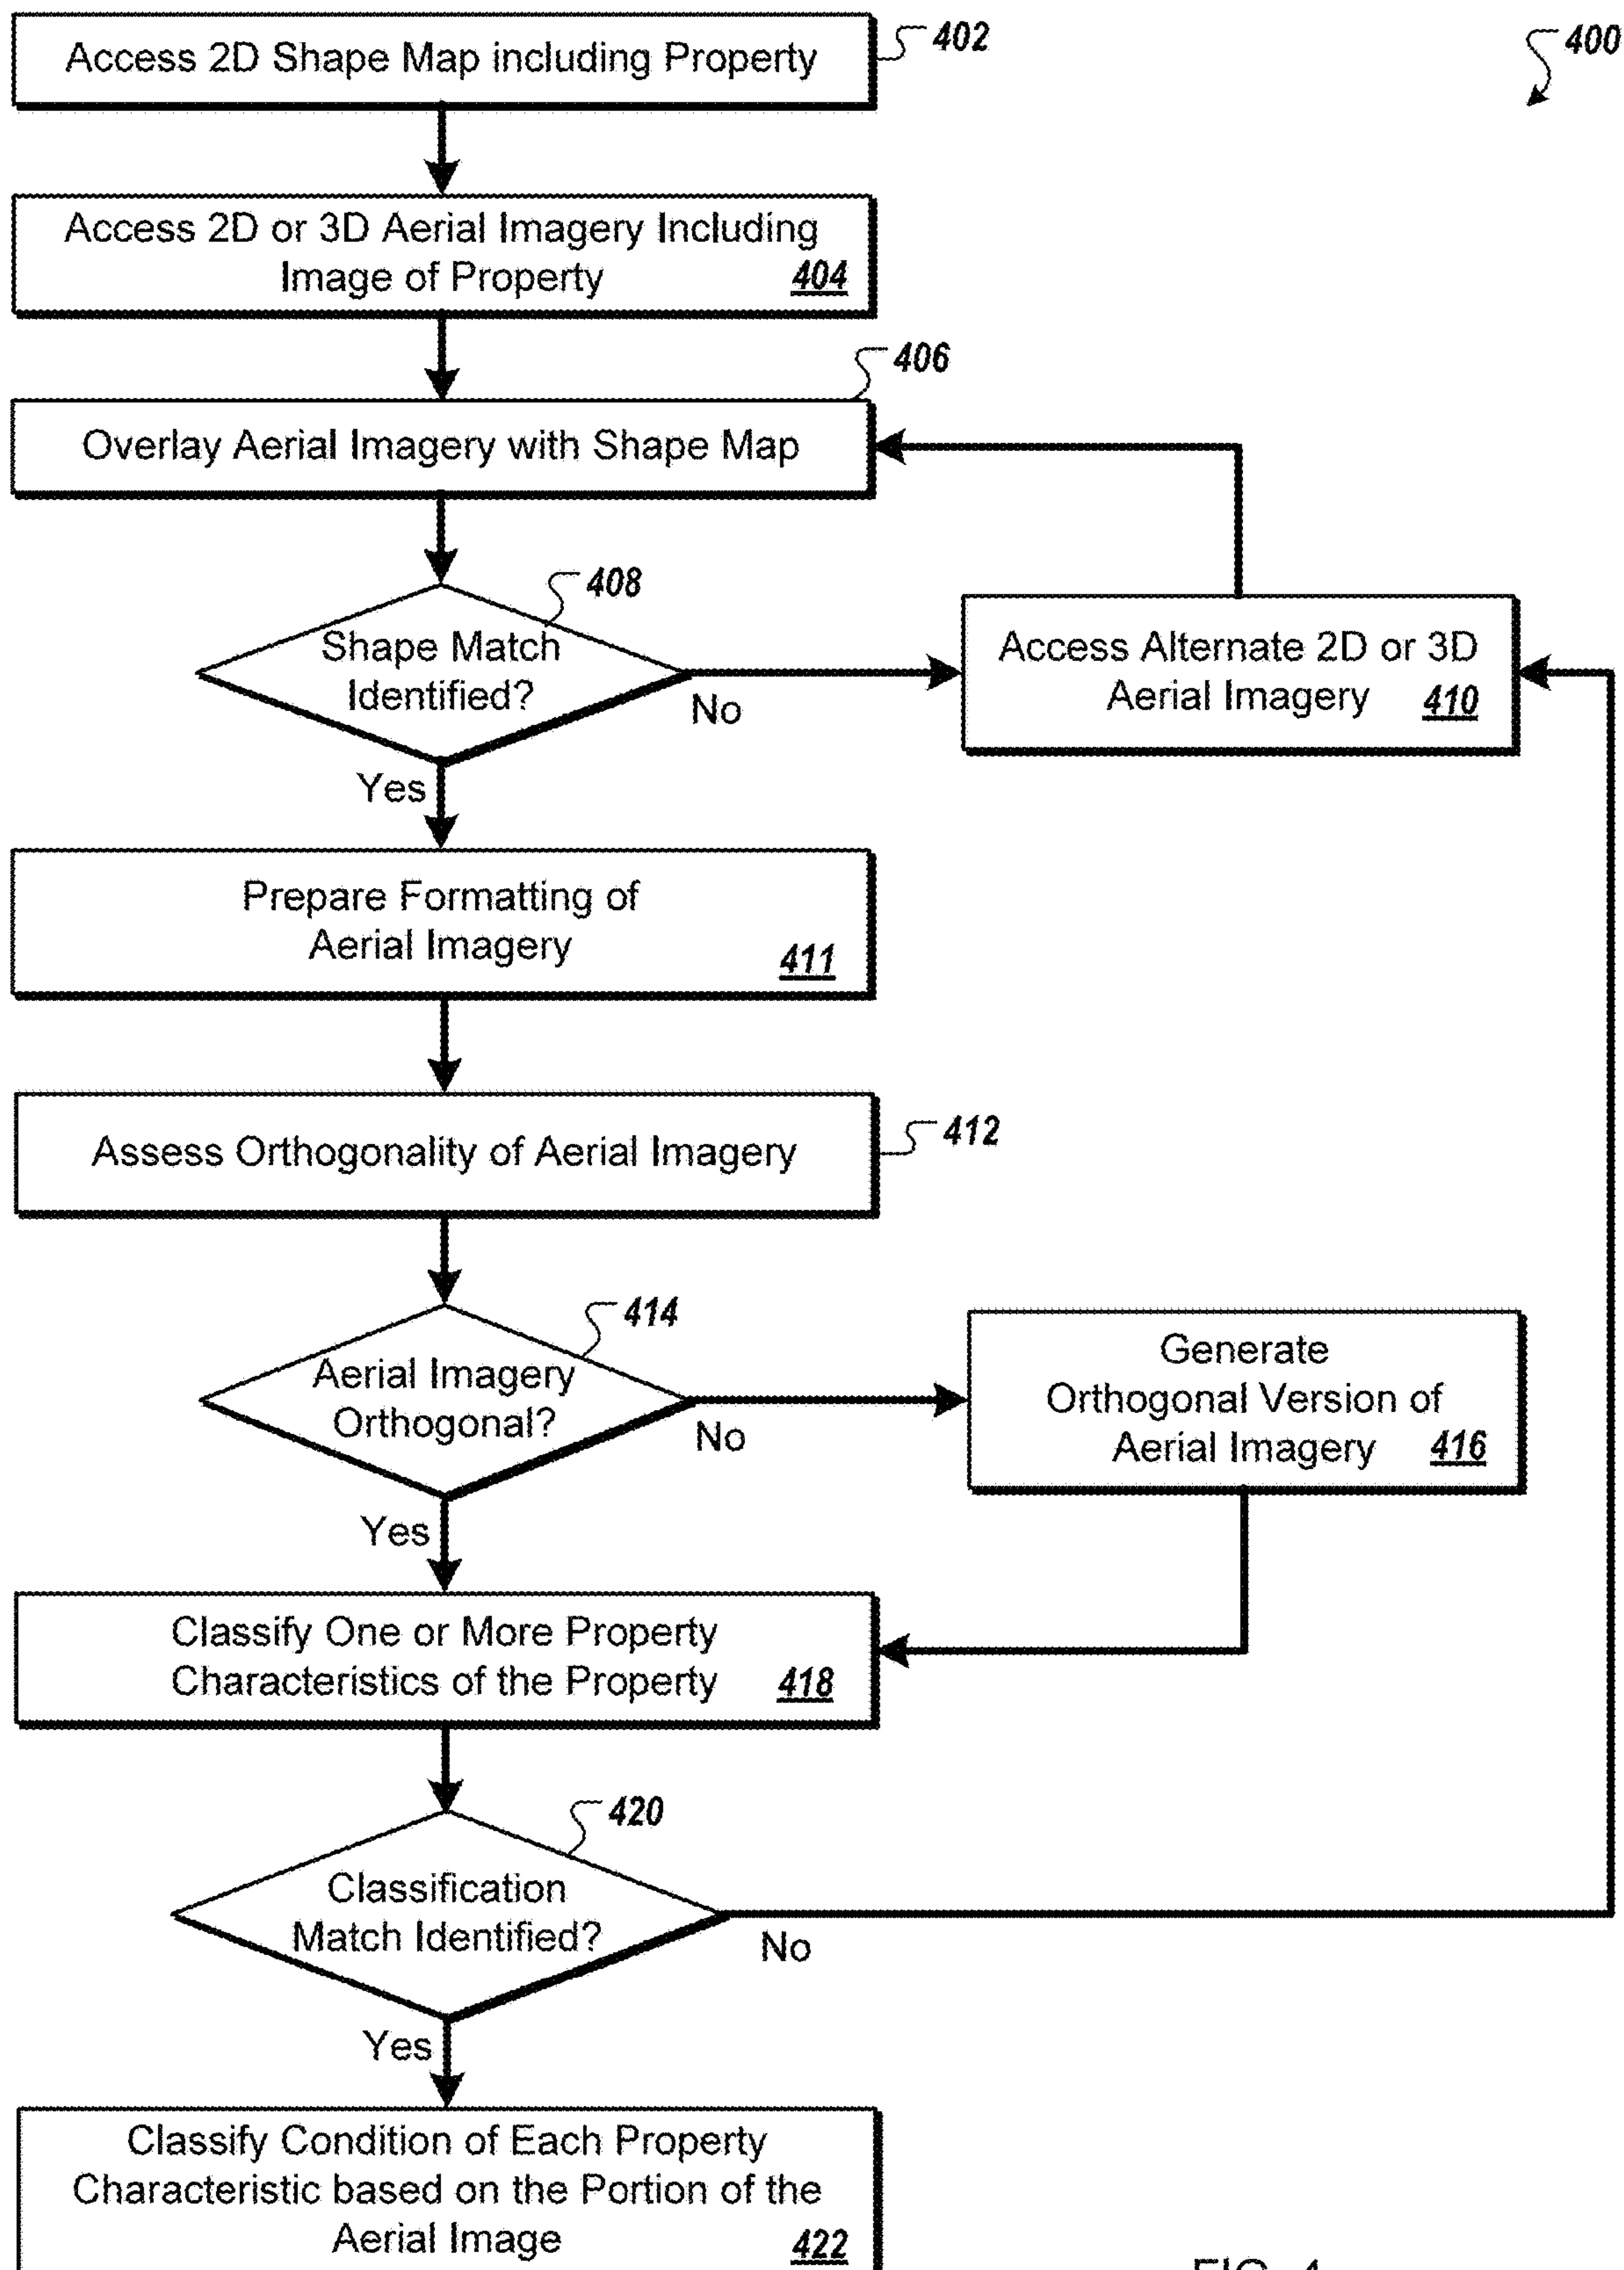 Access 2D Shape Map including Property
402
400
Access 2D or 3D Aerial Imagery Including
Image of Property
404
406
Overlay Aerial Imagery with Shape Map
408
Shape Match
Identified?
No
Access Alternate 2D or 3D
Aerial Imagery
410
Yes
Prepare Formatting of
Aerial Imagery
411
Assess Orthogonality of Aerial Imagery
412
414
Aerial Imagery
Orthogonal?
No
Generate
Orthogonal Version of
Aerial Imagery
416
Yes
Classify One or More Property
Characteristics of the Property
418
420
Classification
Match Identified?
No
Yes
Classify Condition of Each Property
Characteristic based on the Portion of the
Aerial Image
422